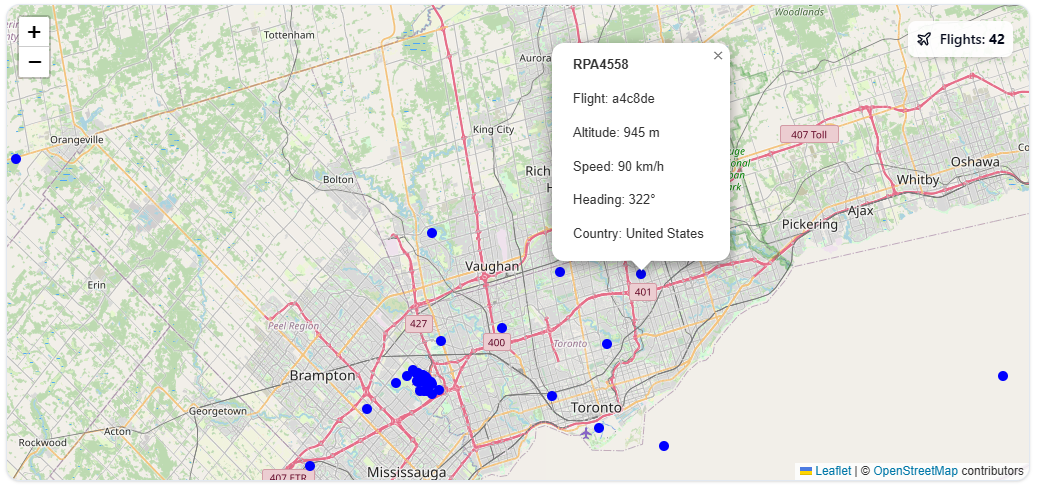 Woodlands
Tottenham
+
−
Aurora
Flights: 42
RPA4558
×
Flight: a4c8de
Altitude: 945 m
Speed: 90 km/h
Heading: 322°
Country: United States
King City
407 Toll
Orangeville
Rich
H
Oshawa
Whitby
Bolton
Ajax
Pickering
Vaughan
Erin
401
427
Peel Region
400
Toronto
Brampton
Georgetown
Toronto
Acton
Rockwood
Mississauga
407 ETR
Leaflet | © OpenStreetMap contributors